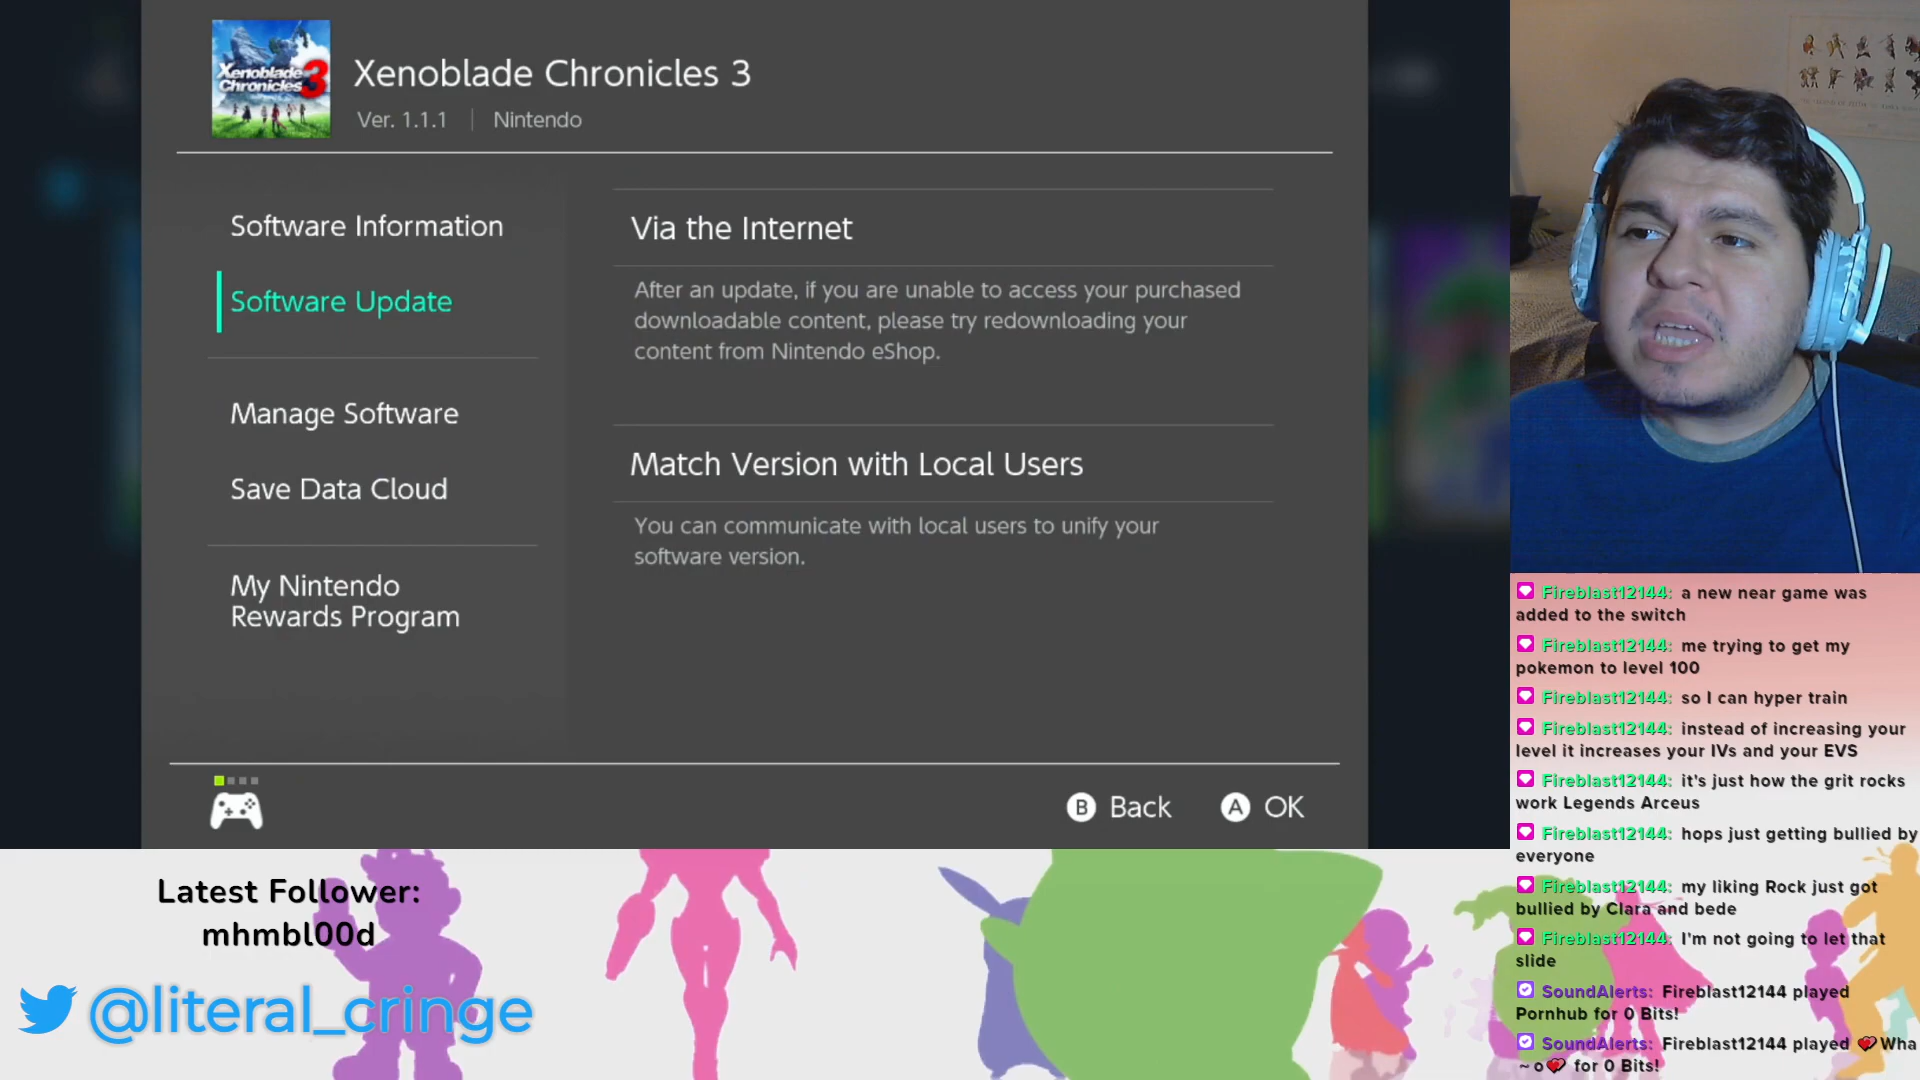 Xenoblade Chronicles 3
Xenoblade Chronicles 3
Ver. 1.1.1 | Nintendo
Software Information
Software Update
Manage Software
Save Data Cloud
My Nintendo
Rewards Program
Via the Internet
After an update, if you are unable to access your purchased
downloadable content, please try redownloading your
content from Nintendo eShop.
Match Version with Local Users
You can communicate with local users to unify your
software version.
B Back A OK
Latest Follower:
mhmbl00d
@literal_cringe
Fireblast12144: a new near game was
added to the switch
Fireblast12144: me trying to get my
pokemon to level 100
Fireblast12144: so I can hyper train
Fireblast12144: instead of increasing your
level it increases your IVs and your EVS
Fireblast12144: it's just how the grit rocks
work Legends Arceus
Fireblast12144: hops just getting bullied by
everyone
Fireblast12144: my liking Rock just got
bullied by Clara and bede
Fireblast12144: I'm not going to let that
slide
SoundAlerts: Fireblast12144 played
Pornhub for 0 Bits!
SoundAlerts: Fireblast12144 played 💖Wha
~o💖 for 0 Bits!